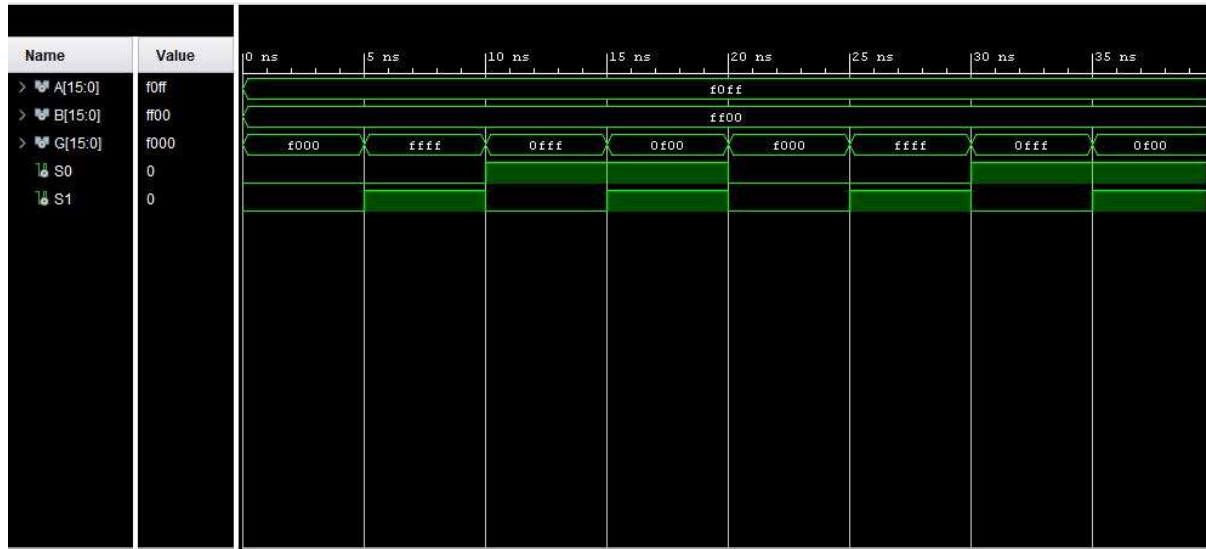 Name Value 0 ns 5 ns 10 ns 15 ns 20 ns 25 ns 30 ns 35 ns
A[15:0] f0ff f0ff
B[15:0] ff00 ff00
G[15:0] f000 f000 ffff 0fff 0f00 f000 ffff 0fff 0f00
S0 0
S1 0